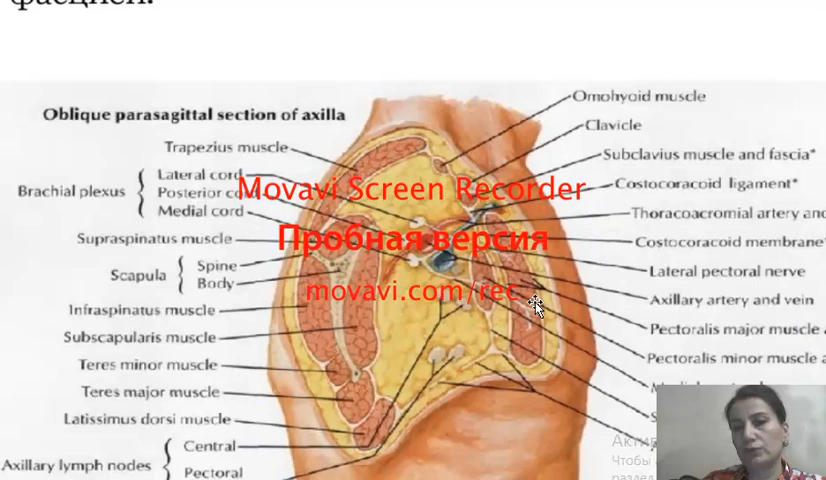 фасцией.
Oblique parasagittal section of axilla
Trapezius muscle
Brachial plexus
Lateral cord
Posterior
Medial cord
Supraspinatus muscle
Scapula
Spine
Body
Infraspinatus muscle
Subscapularis muscle
Teres minor muscle
Teres major muscle
Latissimus dorsi muscle
Axillary lymph nodes
Central
Pectoral
Omohyoid muscle
Clavicle
Subclavius muscle and fascia*
Costocoracoid ligament*
Thoracoacromial artery and
Costocoracoid membrane*
Lateral pectoral nerve
Axillary artery and vein
Pectoralis major muscle
Pectoralis minor muscle
Movavi Screen Recorder
Пробная версия
movavi.com/rec
Чтобы